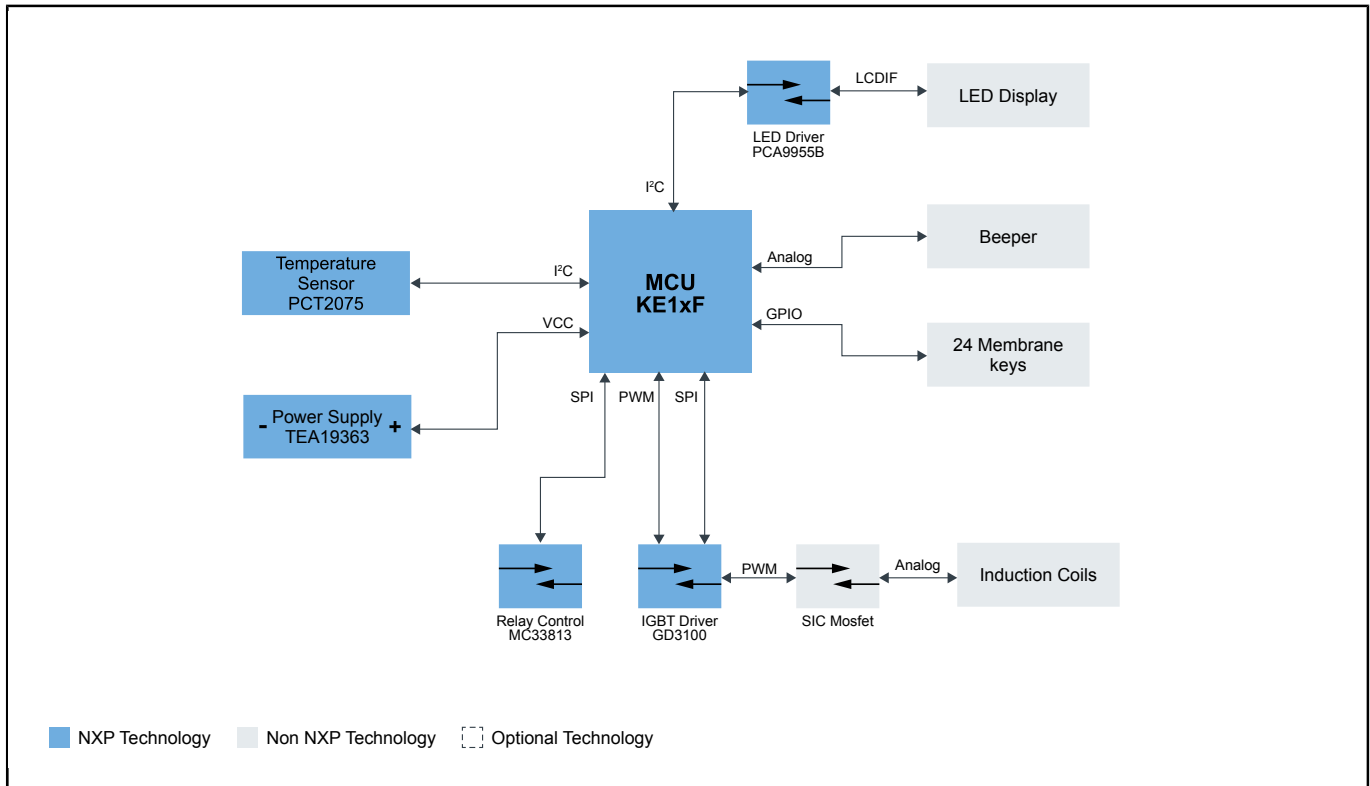 LCDIF
LED Display
LED Driver
PCA9955B
I²C
Beeper
Analog
Temperature
Sensor
PCT2075
I²C
MCU
KE1xF
VCC
GPIO
24 Membrane
keys
- Power Supply +
TEA19363
SPI
PWM
SPI
PWM
Analog
Induction Coils
Relay Control
MC33813
IGBT Driver
GD3100
SIC Mosfet
NXP Technology
Non NXP Technology
Optional Technology